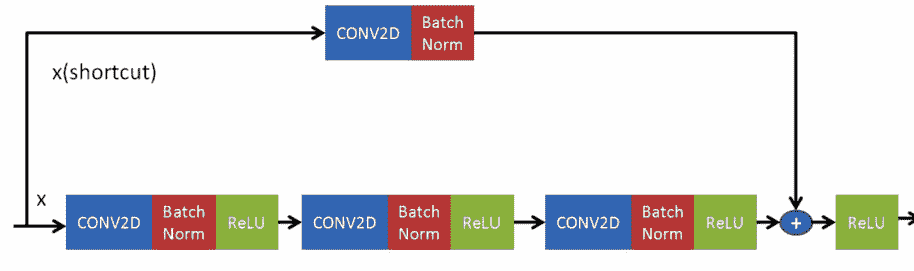 CONV2D
Batch
Norm
x(shortcut)
x
CONV2D
Batch
Norm
ReLU
CONV2D
Batch
Norm
ReLU
CONV2D
Batch
Norm
ReLU
+
ReLU